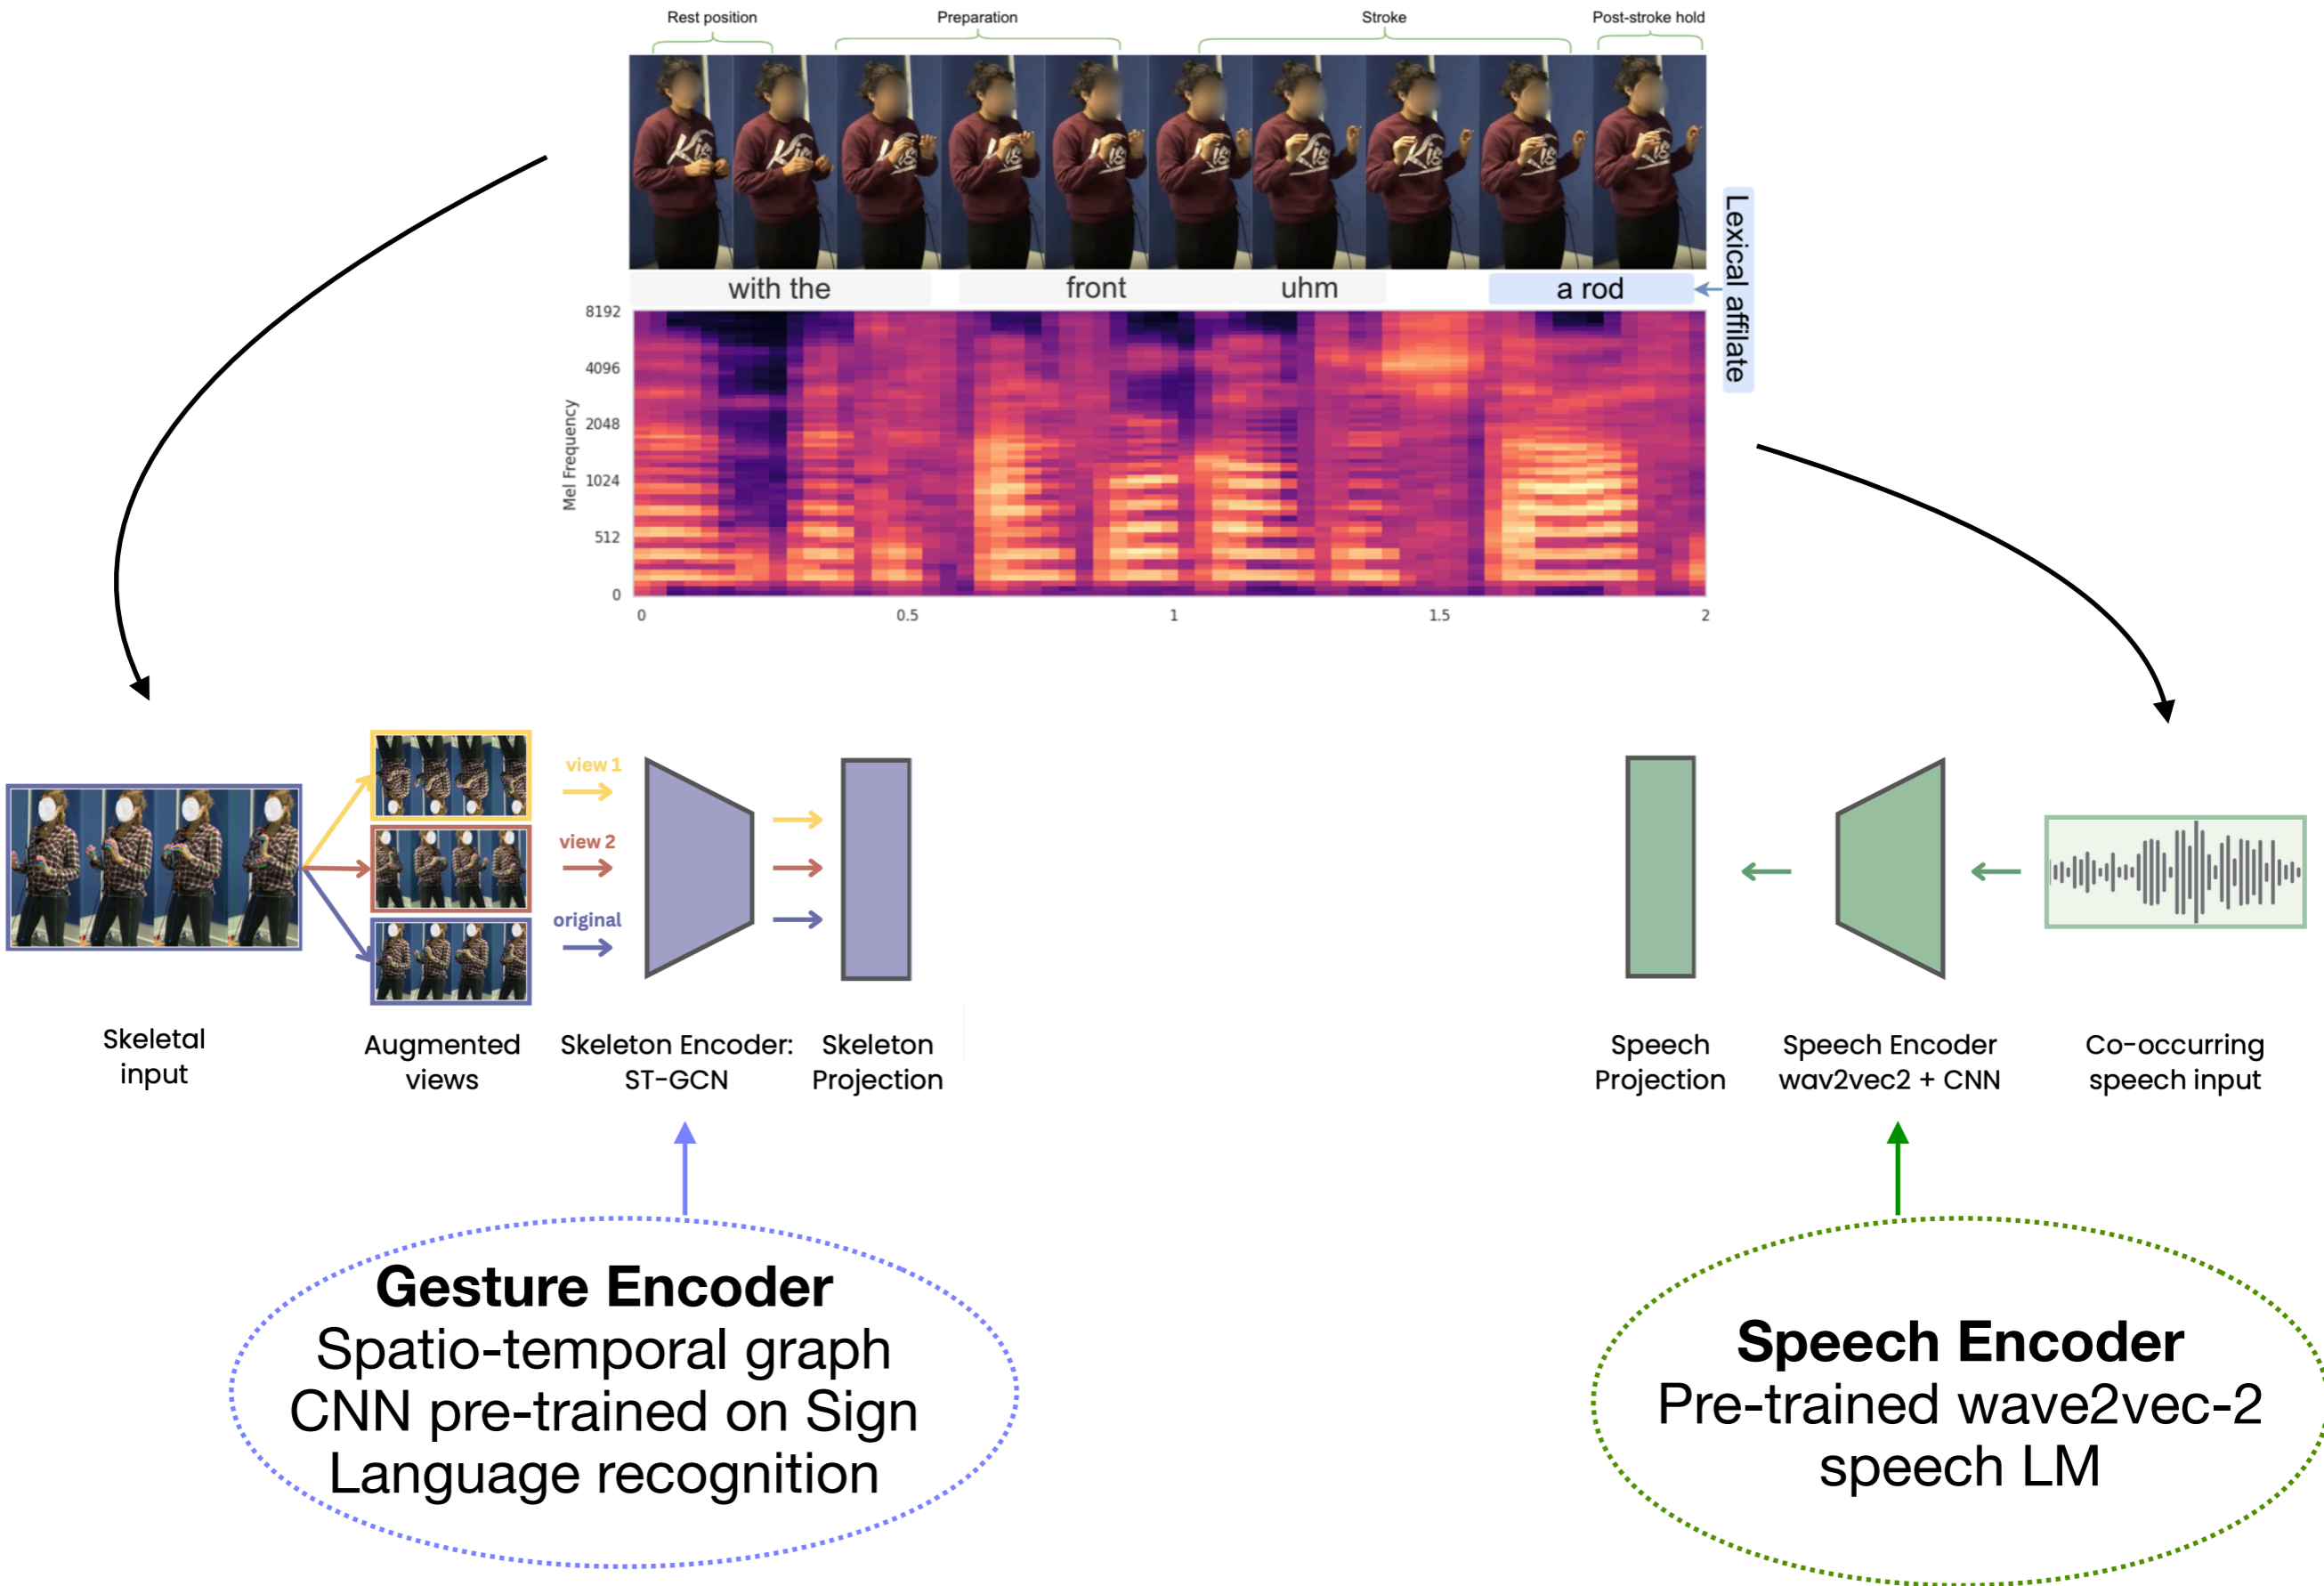 Rest position
Preparation
Stroke
Post-stroke hold
with the
front
uhm
a rod
Lexical affilate
8192
4096
2048
1024
512
0
Mel Frequency
0
0.5
1
1.5
2
view 1
view 2
original
Skeletal
input
Augmented
views
Skeleton Encoder:
ST-GCN
Skeleton
Projection
Speech
Projection
Speech Encoder
wav2vec2 + CNN
Co-occurring
speech input
Gesture Encoder
Spatio-temporal graph
CNN pre-trained on Sign
Language recognition
Speech Encoder
Pre-trained wave2vec-2
speech LM